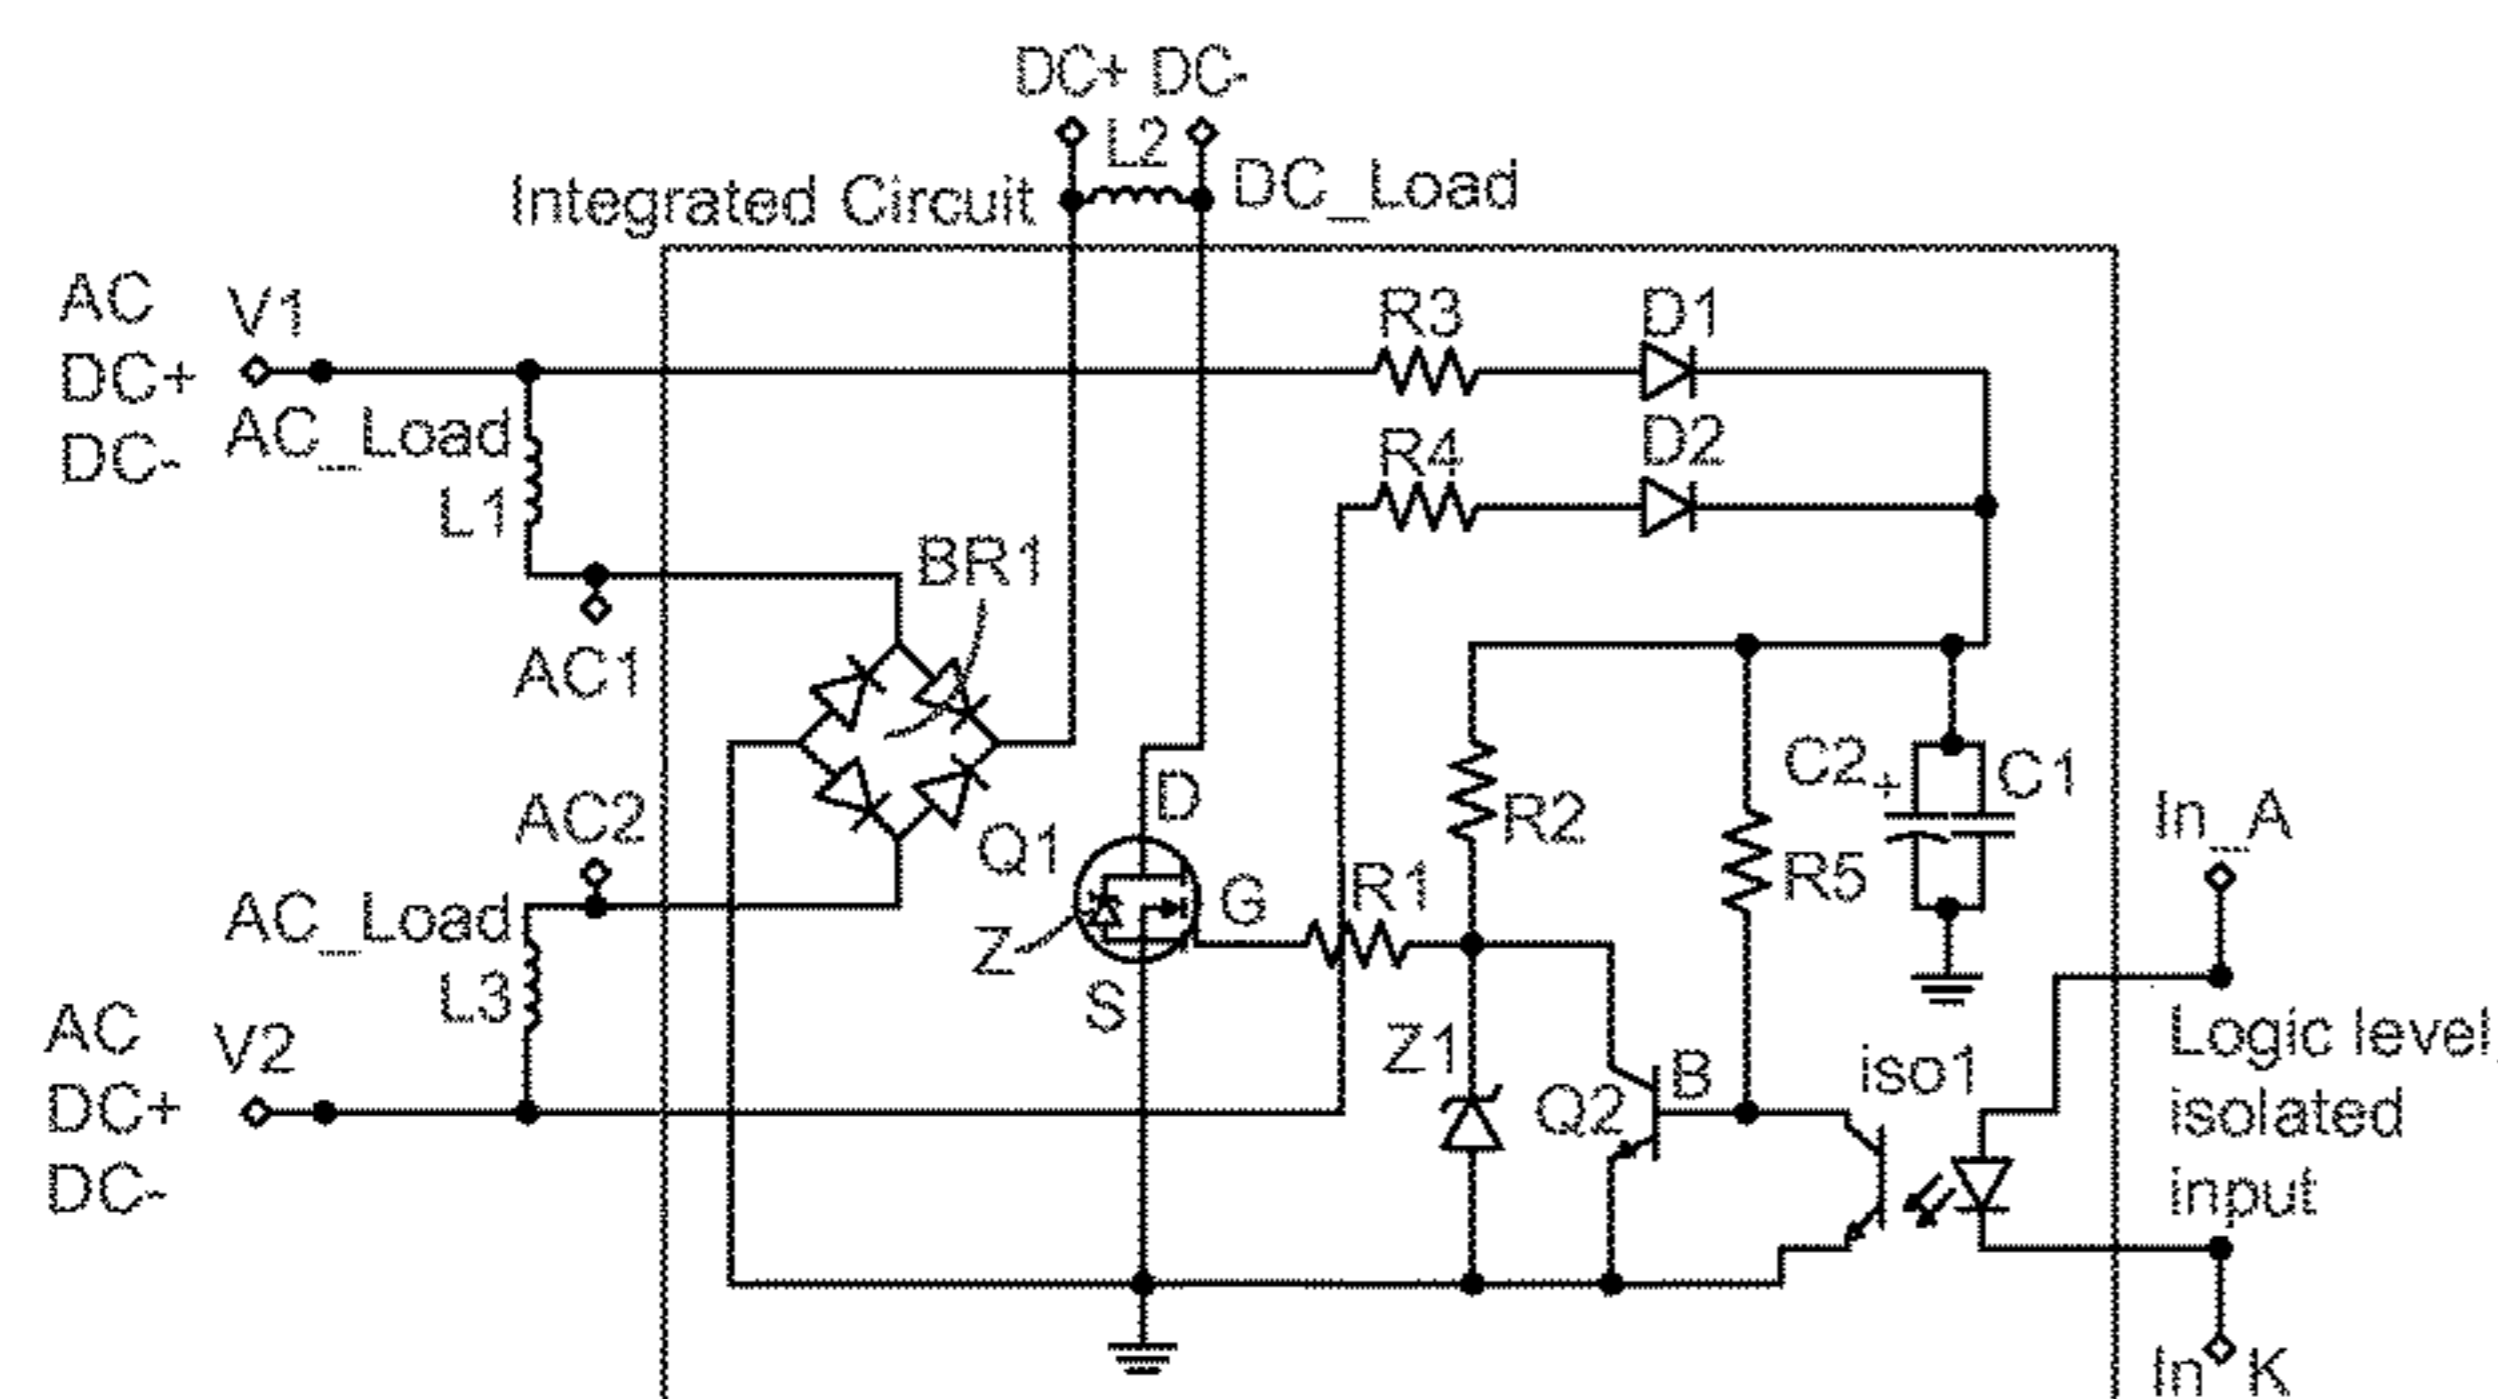 DC+ DC-
L2
DC_Load
Integrated Circuit
AC
DC+
DC-
V1
AC_Load
L1
AC1
R3
D1
R4
D2
BR1
AC2
AC_Load
L3
AC
DC+
DC-
V2
D
Q1
G
Z
S
R1
R2
R5
C2
+
C1
Z1
Q2
B
iso1
In_A
Logic level,
isolated
input
In K